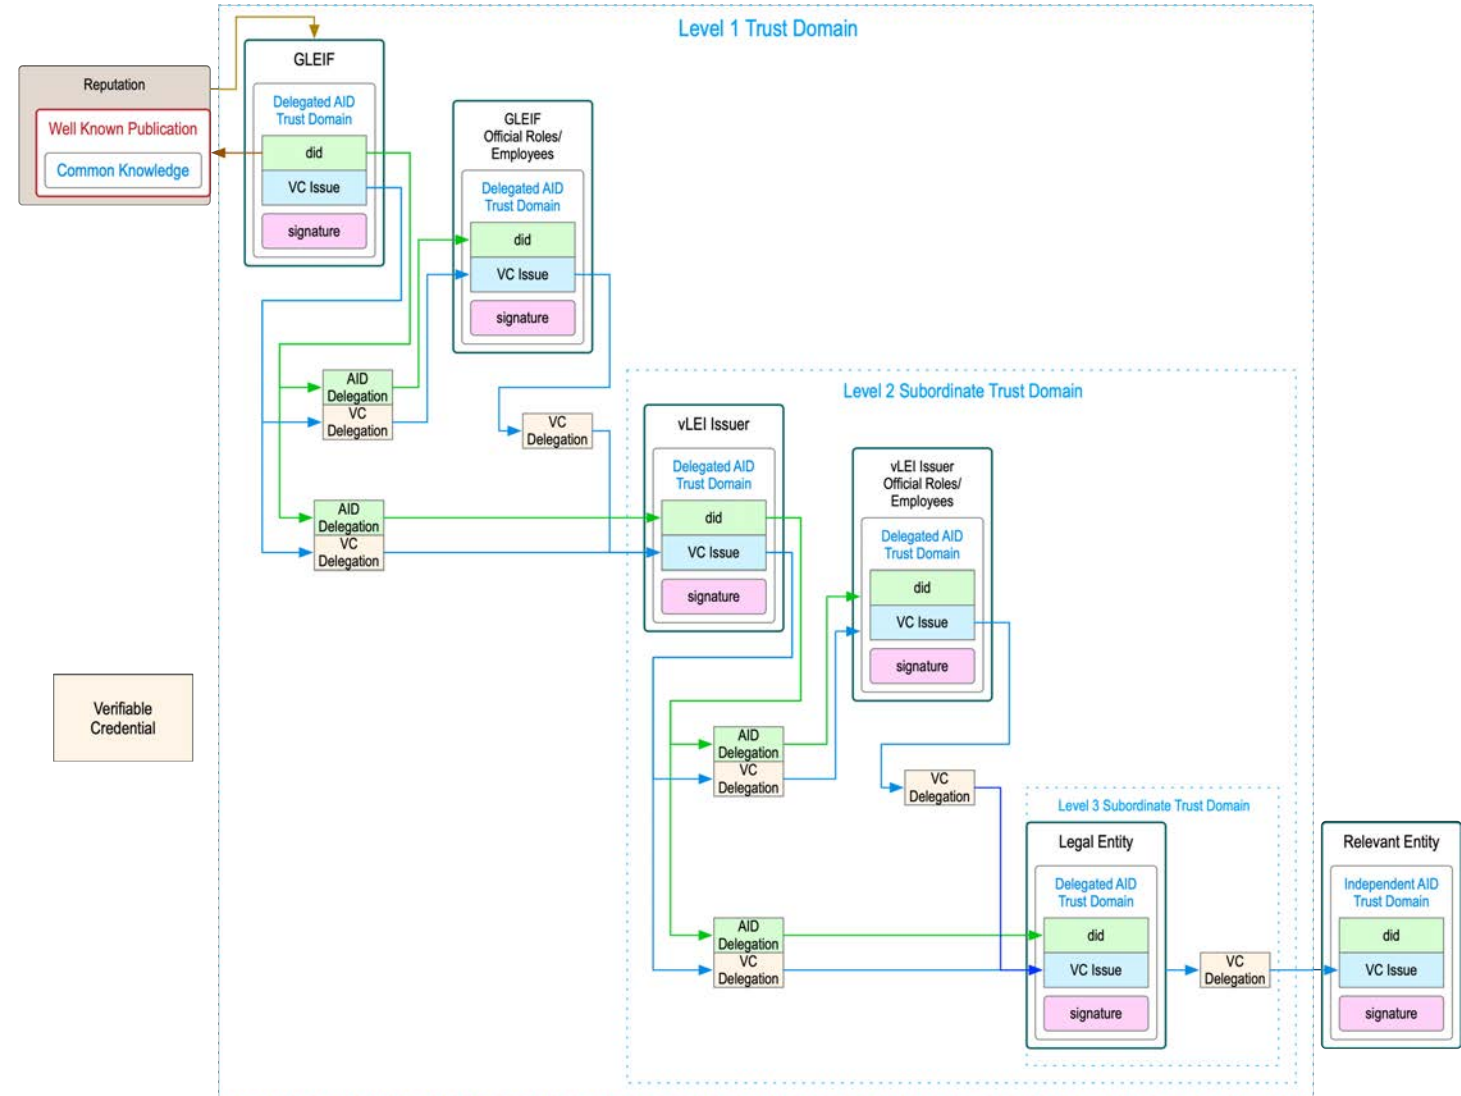 Level 1 Trust Domain
Reputation
Well Known Publication
Common Knowledge
GLEIF
Delegated AID
Trust Domain
did
VC Issue
signature
GLEIF
Official Roles/
Employees
Delegated AID
Trust Domain
did
VC Issue
signature
AID
Delegation
VC
Delegation
VC
Delegation
AID
Delegation
VC
Delegation
Level 2 Subordinate Trust Domain
vLEI Issuer
Delegated AID
Trust Domain
did
VC Issue
signature
vLEI Issuer
Official Roles/
Employees
Delegated AID
Trust Domain
did
VC Issue
signature
Verifiable
Credential
AID
Delegation
VC
Delegation
VC
Delegation
AID
Delegation
VC
Delegation
Level 3 Subordinate Trust Domain
Legal Entity
Delegated AID
Trust Domain
did
VC Issue
signature
VC
Delegation
Relevant Entity
Independent AID
Trust Domain
did
VC Issue
signature